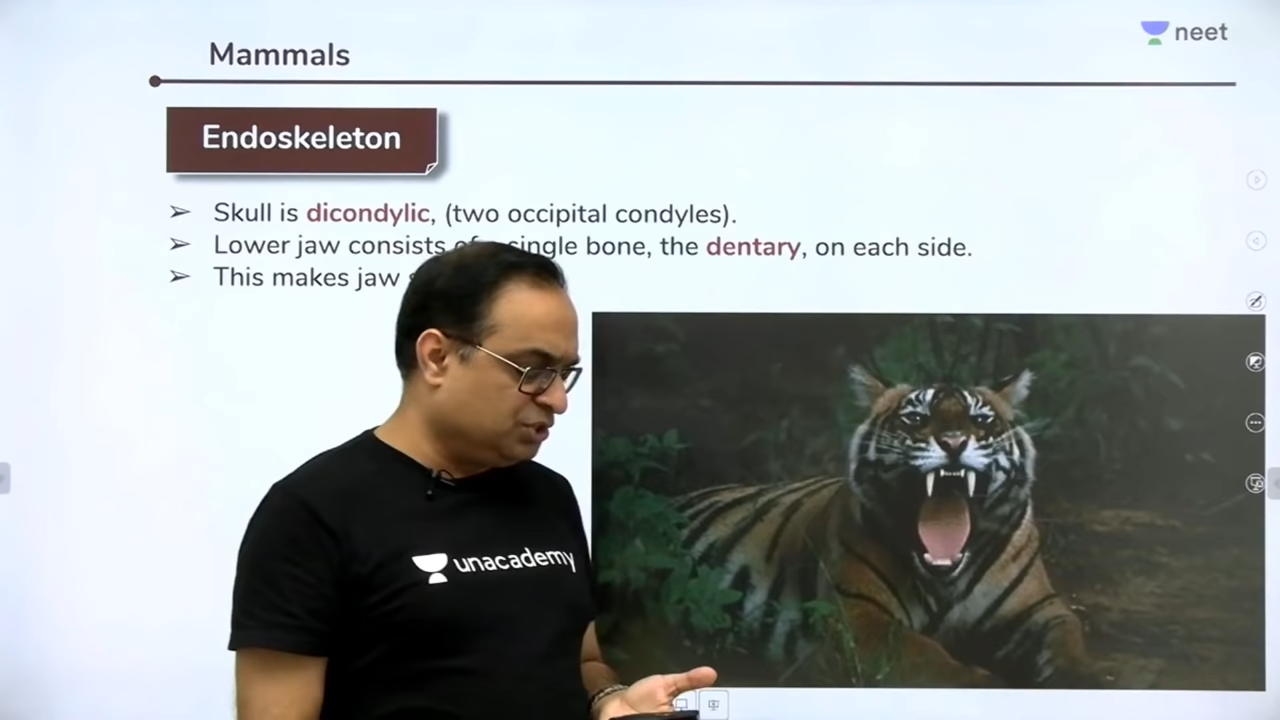 neet
Mammals
Endoskeleton
➢ Skull is dicondylic, (two occipital condyles).
➢ Lower jaw consists single bone, the dentary, on each side.
➢ This makes jaw
unacademy